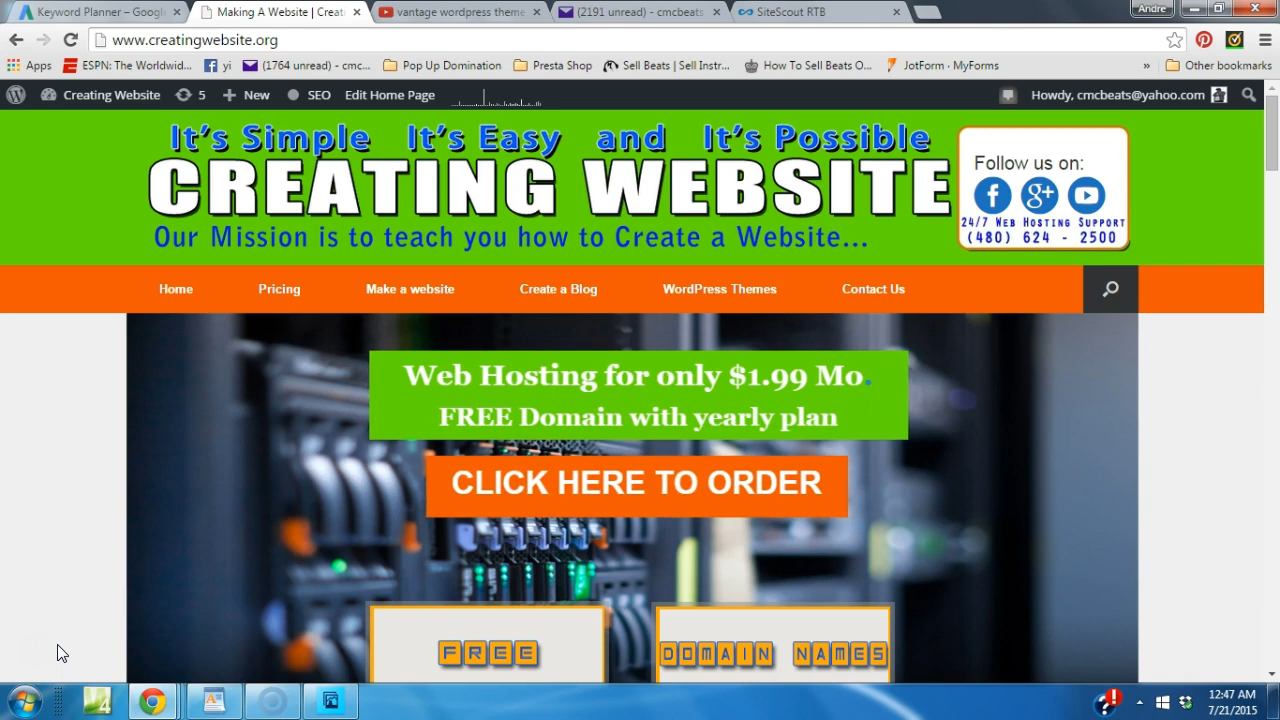 Keyword Planner – Googl
Making A Website | Creati
vantage wordpress theme
(2191 unread) - cmcbeats
SiteScout RTB
Andre
www.creatingwebsite.org
Apps
ESPN: The Worldwid...
yi
(1764 unread) - cmc...
Pop Up Domination
Presta Shop
Sell Beats | Sell Instr...
How To Sell Beats O...
JotForm · MyForms
»
Other bookmarks
Creating Website
5
New
SEO
Edit Home Page
Howdy, cmcbeats@yahoo.com
It's Simple It's Easy and It's Possible
CREATING WEBSITE
Our Mission is to teach you how to Create a Website...
Follow us on:
24/7 Web Hosting Support
(480) 624 - 2500
Home
Pricing
Make a website
Create a Blog
WordPress Themes
Contact Us
Web Hosting for only $1.99 Mo.
FREE Domain with yearly plan
CLICK HERE TO ORDER
FREE
DOMAIN NAMES
12:47 AM
7/21/2015